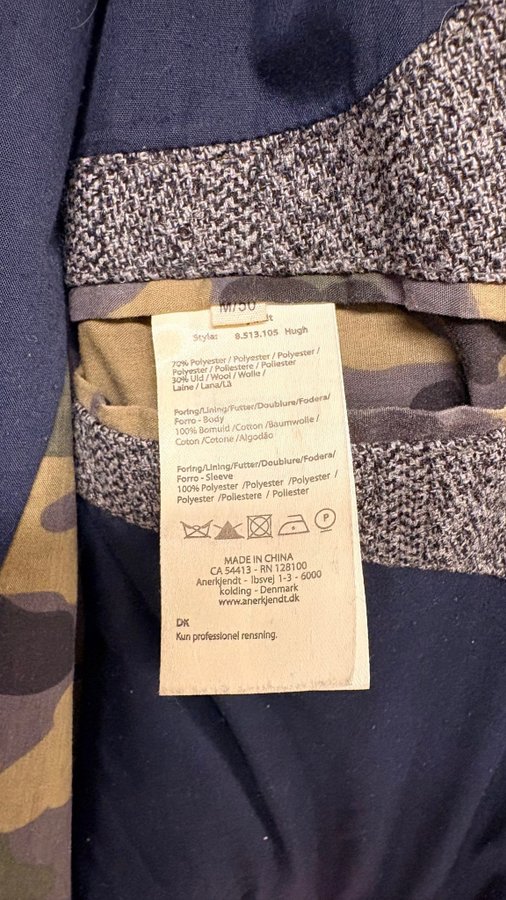 M/50
Style: 8.513.105 Hugh
70% Polyester / Polyester / Polyester /
Polyester / Poliestere / Poliester
30% Uld / Wool / Wolle /
Laine / Lana/Lã
Foring/Lining/Futter/Doublure/Fodera/
Forro - Body
100% Bomuld /Cotton /Baumwolle /
Coton /Cotone /Algodão
Foring/Lining/Futter/Doublure/Fodera/
Forro - Sleeve
100% Polyester /Polyester /Polyester /
Polyester /Poliestere / Poliester
P
MADE IN CHINA
CA 54413 - RN 128100
Anerkjendt - Ibsvej 1-3 - 6000
kolding - Denmark
www.anerkjendt.dk
DK
Kun professionel rensning.